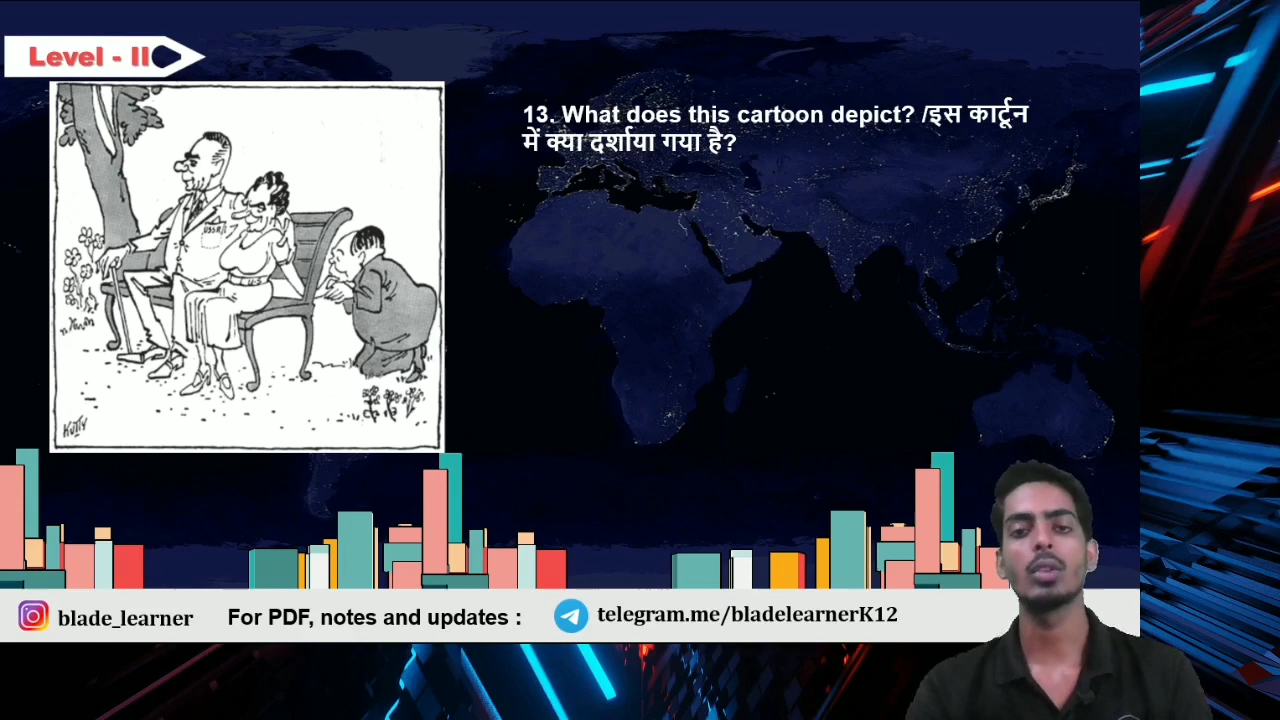 Level - II
13. What does this cartoon depict? /इस कार्टून
में क्या दर्शाया गया है?
USSR
U S
KUTTY
blade_learner
For PDF, notes and updates :
telegram.me/bladelearnerK12